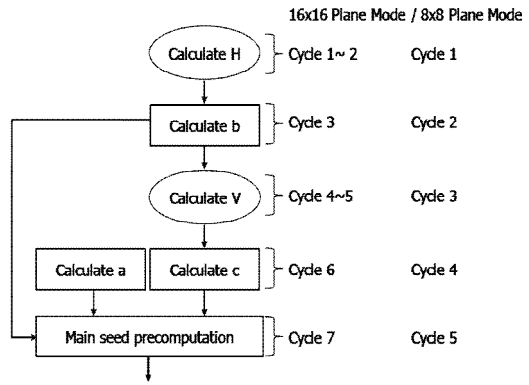 16x16 Plane Mode / 8x8 Plane Mode
Calculate H Cycle 1~ 2 Cycle 1
Calculate b Cycle 3 Cycle 2
Calculate V Cycle 4~5 Cycle 3
Calculate a Calculate c Cycle 6 Cycle 4
Main seed precomputation Cycle 7 Cycle 5